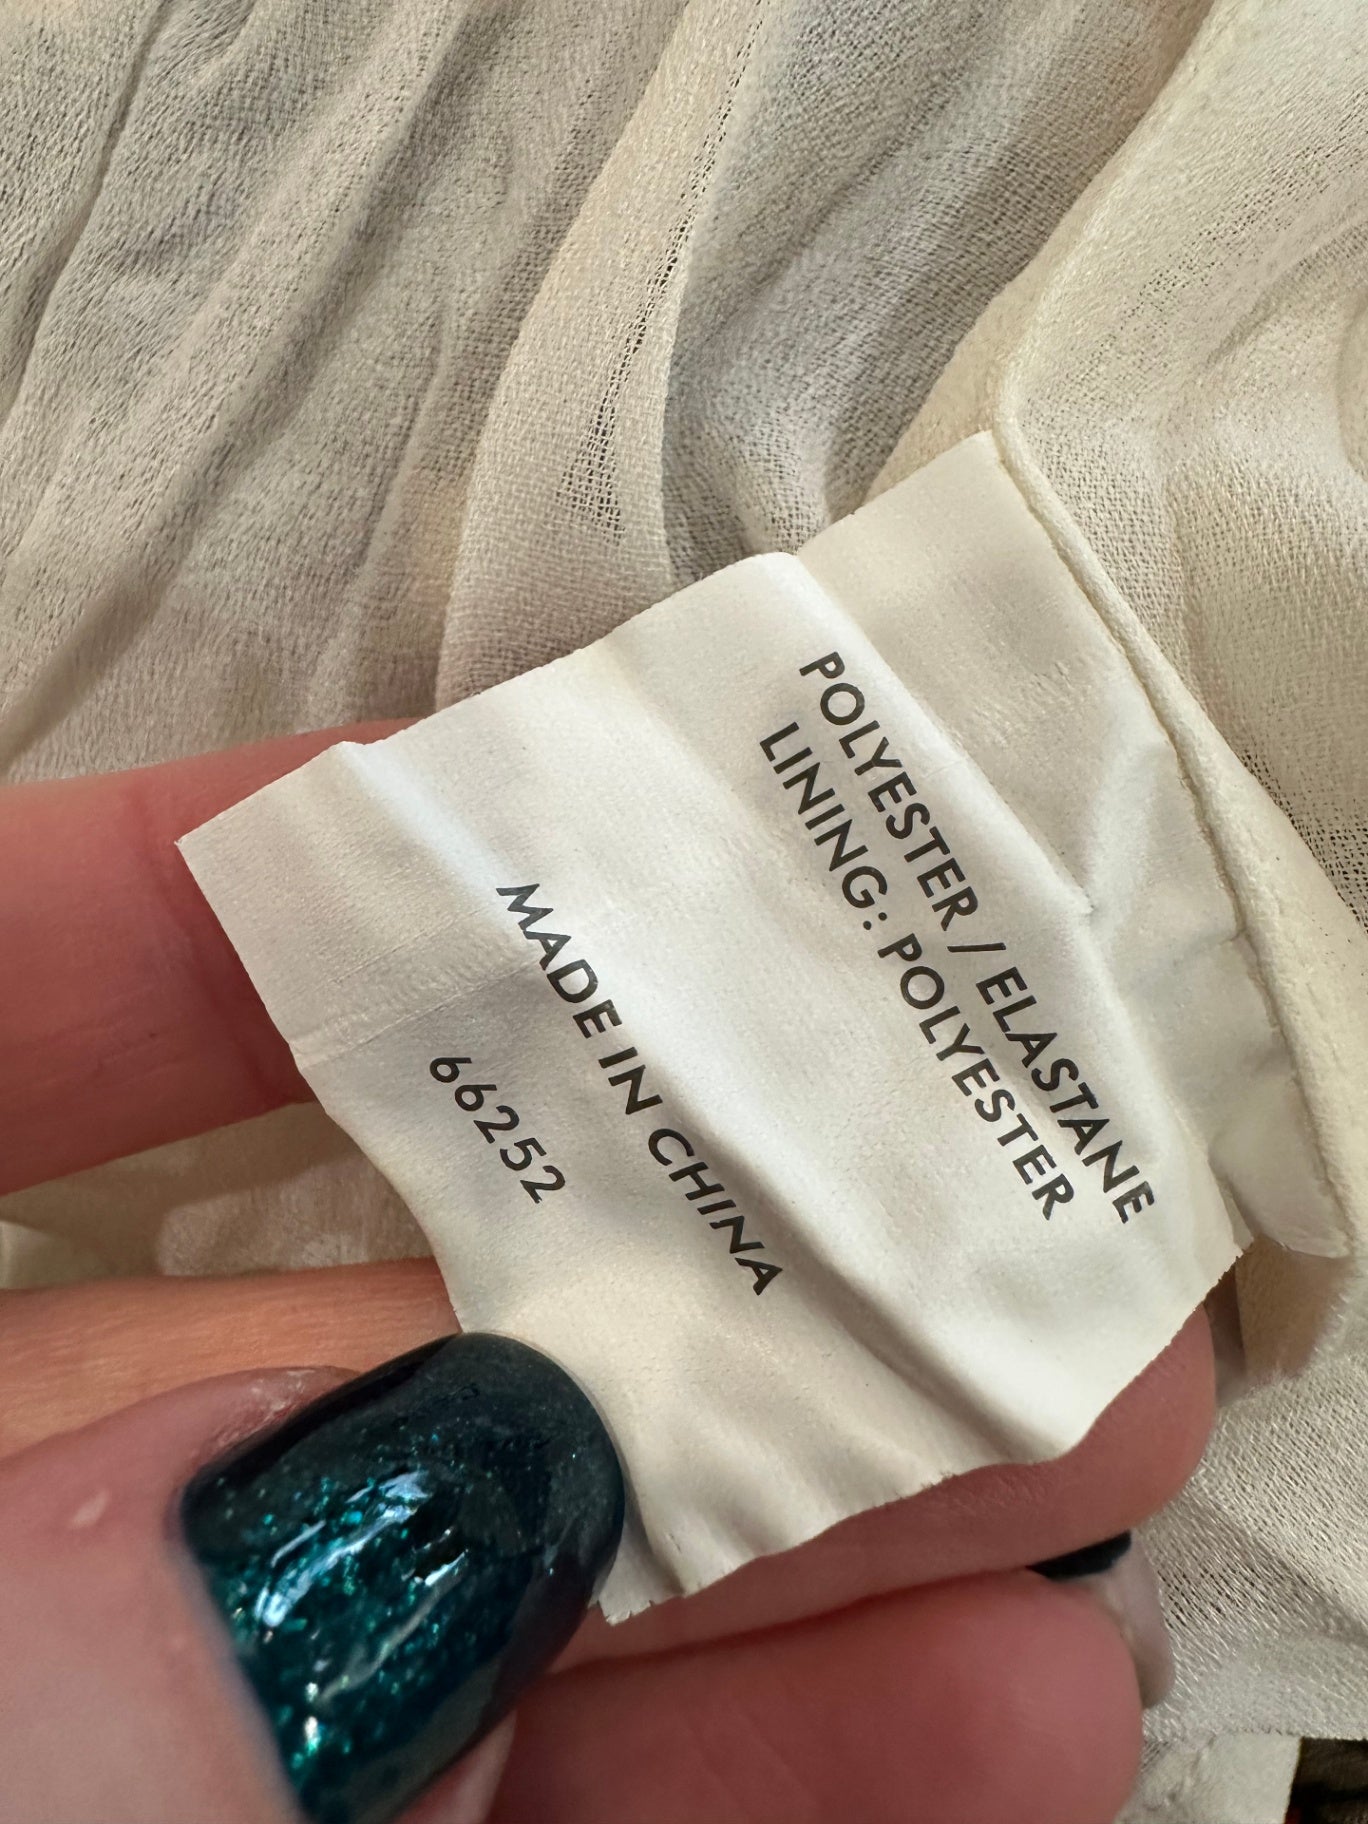 POLYESTER / ELASTANE
LINING: POLYESTER
MADE IN CHINA
66252